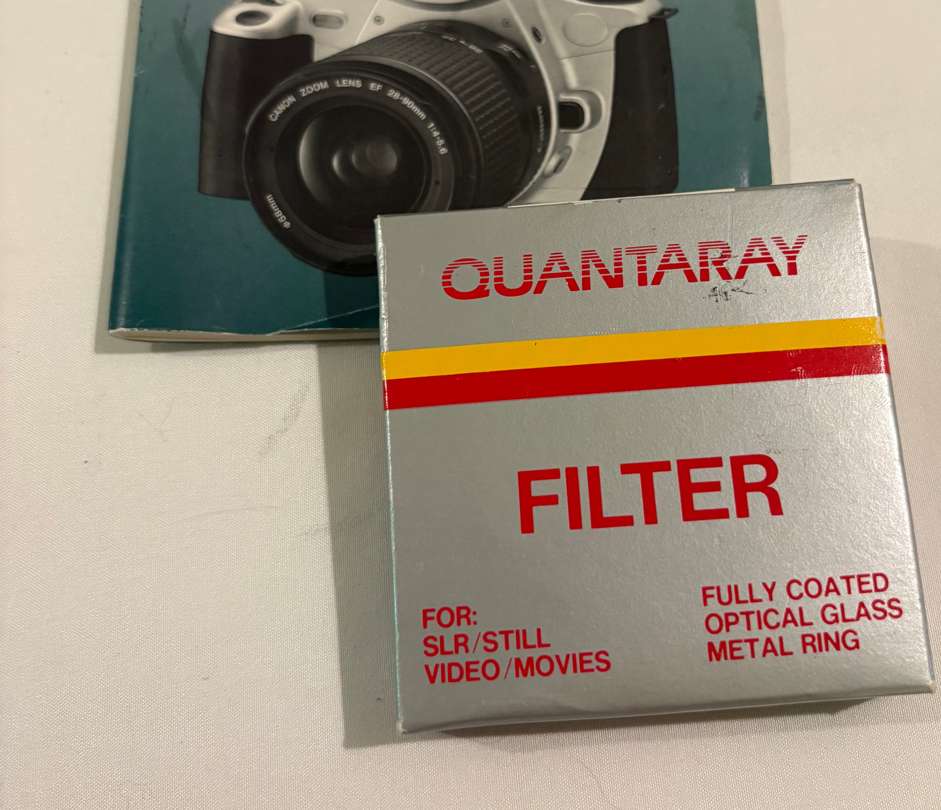 CANON ZOOM LENS EF 28-90mm 1:4-5.6
ø58mm
QUANTARAY
FILTER
FOR:
SLR/STILL
VIDEO/MOVIES
FULLY COATED
OPTICAL GLASS
METAL RING